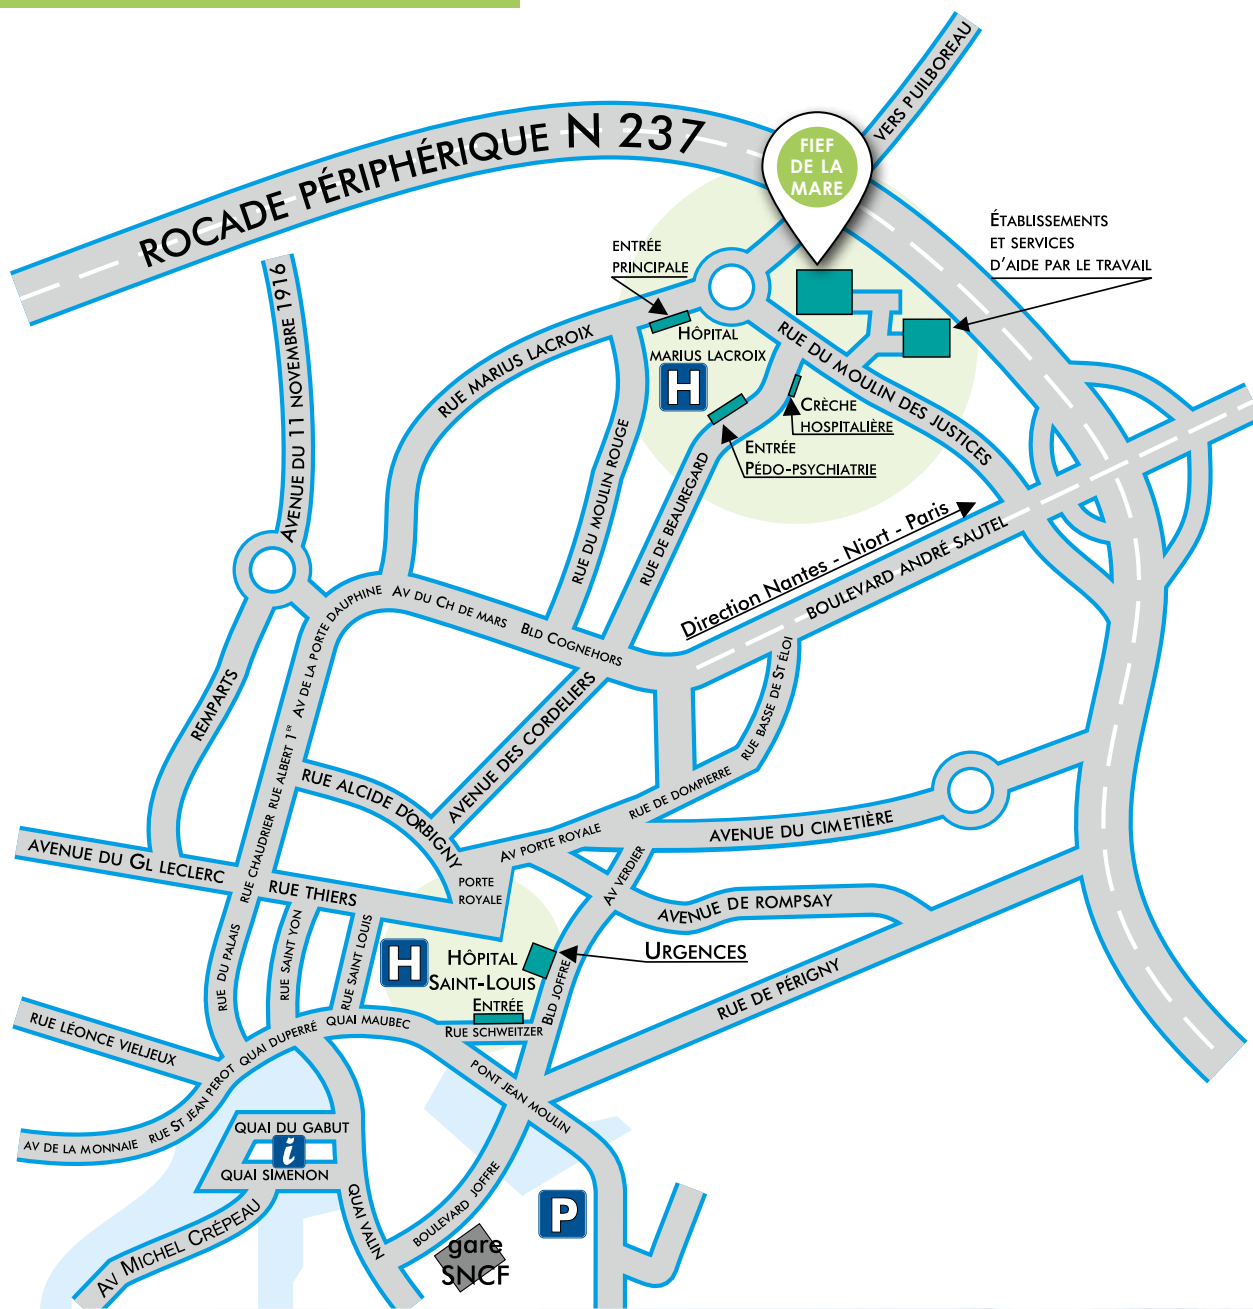 VERS PUILBOREAU
ROCADE PÉRIPHÉRIQUE N 237
FIEF
DE LA
MARE
ÉTABLISSEMENTS
ET SERVICES
D'AIDE PAR LE TRAVAIL
ENTRÉE
PRINCIPALE
AVENUE DU 11 NOVEMBRE 1916
RUE MARIUS LACROIX
HÔPITAL
MARIUS LACROIX
H
RUE DU MOULIN DES JUSTICES
CRÈCHE
HOSPITALIÈRE
ENTRÉE
PÉDO-PSYCHIATRIE
RUE DU MOULIN ROUGE
RUE DE BEAUREGARD
Direction Nantes - Niort - Paris
BOULEVARD ANDRÉ SAUTEL
AV DE LA PORTE DAUPHINE
AV DU CH DE MARS
BLD COGNEHORS
REMPARTS
AVENUE DES CORDELIERS
RUE BASSE DE ST ÉLOI
RUE ALBERT 1ER
RUE ALCIDE D'ORBIGNY
RUE DE DOMPIERRE
AV PORTE ROYALE
AVENUE DU CIMETIÈRE
AVENUE DU GL LECLERC
RUE CHAUDRIER
RUE THIERS
PORTE
ROYALE
AV VERDIER
AVENUE DE ROMPSAY
RUE DU PALAIS
RUE SAINT YON
RUE SAINT LOUIS
H
HÔPITAL
SAINT-LOUIS
ENTRÉE
RUE SCHWEITZER
URGENCES
BLD JOFFRE
RUE DE PÉRIGNY
RUE LÉONCE VIELJEUX
QUAI DUPERRÉ
QUAI MAUBEC
PONT JEAN MOULIN
AV DE LA MONNAIE
RUE ST JEAN PEROT
QUAI DU GABUT
i
QUAI SIMENON
QUAI VALIN
BOULEVARD JOFFRE
P
AV MICHEL CRÉPEAU
gare
SNCF